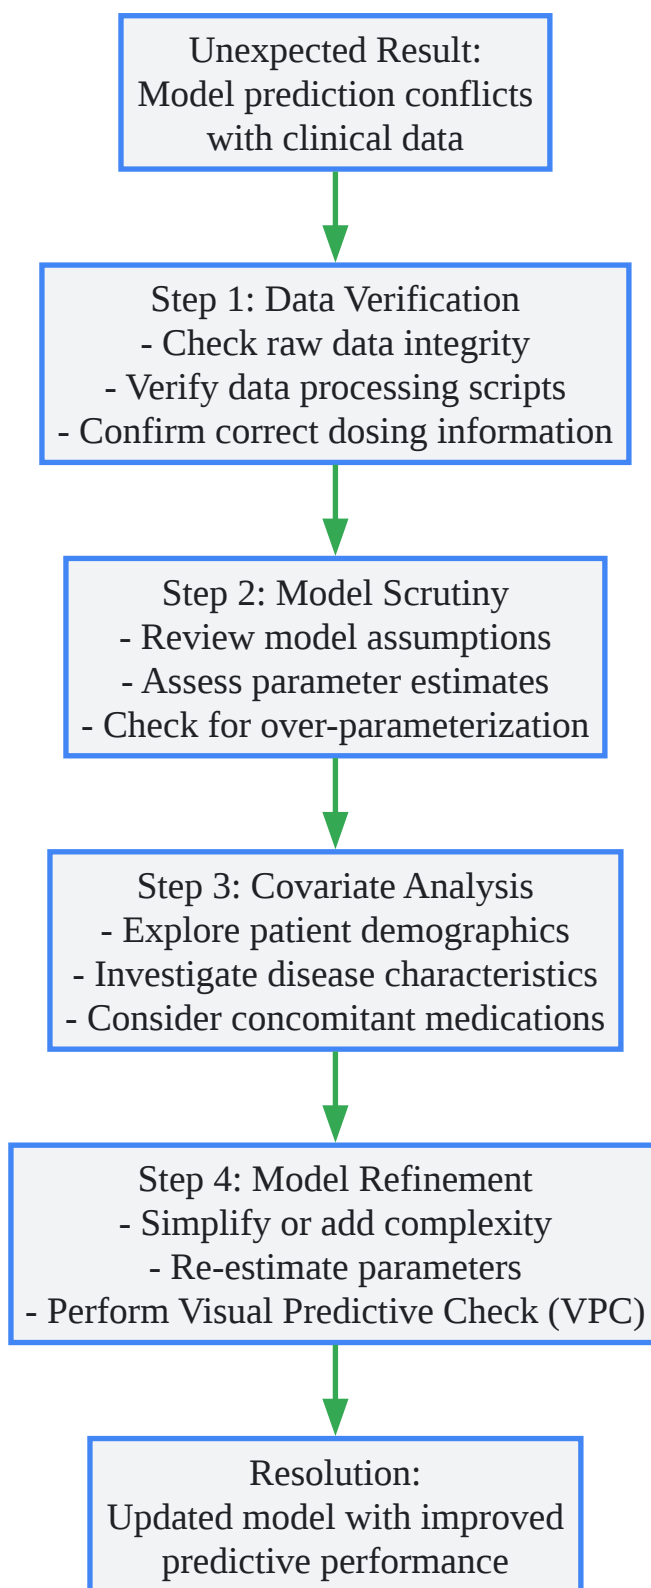 Unexpected Result:
Model prediction conflicts
with clinical data
Step 1: Data Verification
- Check raw data integrity
- Verify data processing scripts
- Confirm correct dosing information
Step 2: Model Scrutiny
- Review model assumptions
- Assess parameter estimates
- Check for over-parameterization
Step 3: Covariate Analysis
- Explore patient demographics
- Investigate disease characteristics
- Consider concomitant medications
Step 4: Model Refinement
- Simplify or add complexity
- Re-estimate parameters
- Perform Visual Predictive Check (VPC)
Resolution:
Updated model with improved
predictive performance